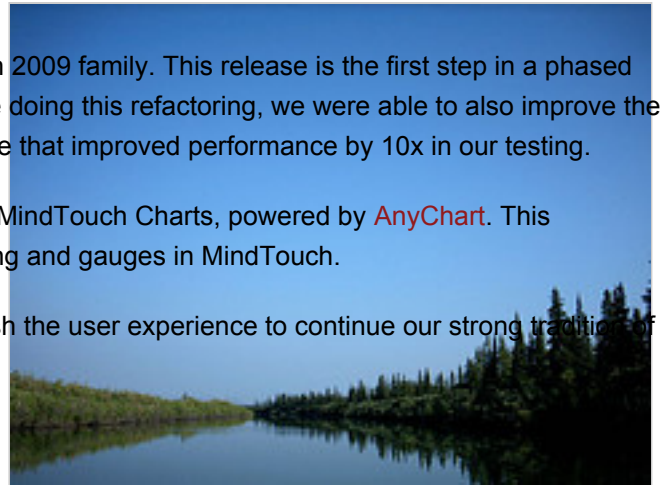 2009 family. This release is the first step in a phased
doing this refactoring, we were able to also improve the
that improved performance by 10x in our testing.
MindTouch Charts, powered by AnyChart. This
and gauges in MindTouch.
the user experience to continue our strong tradition of